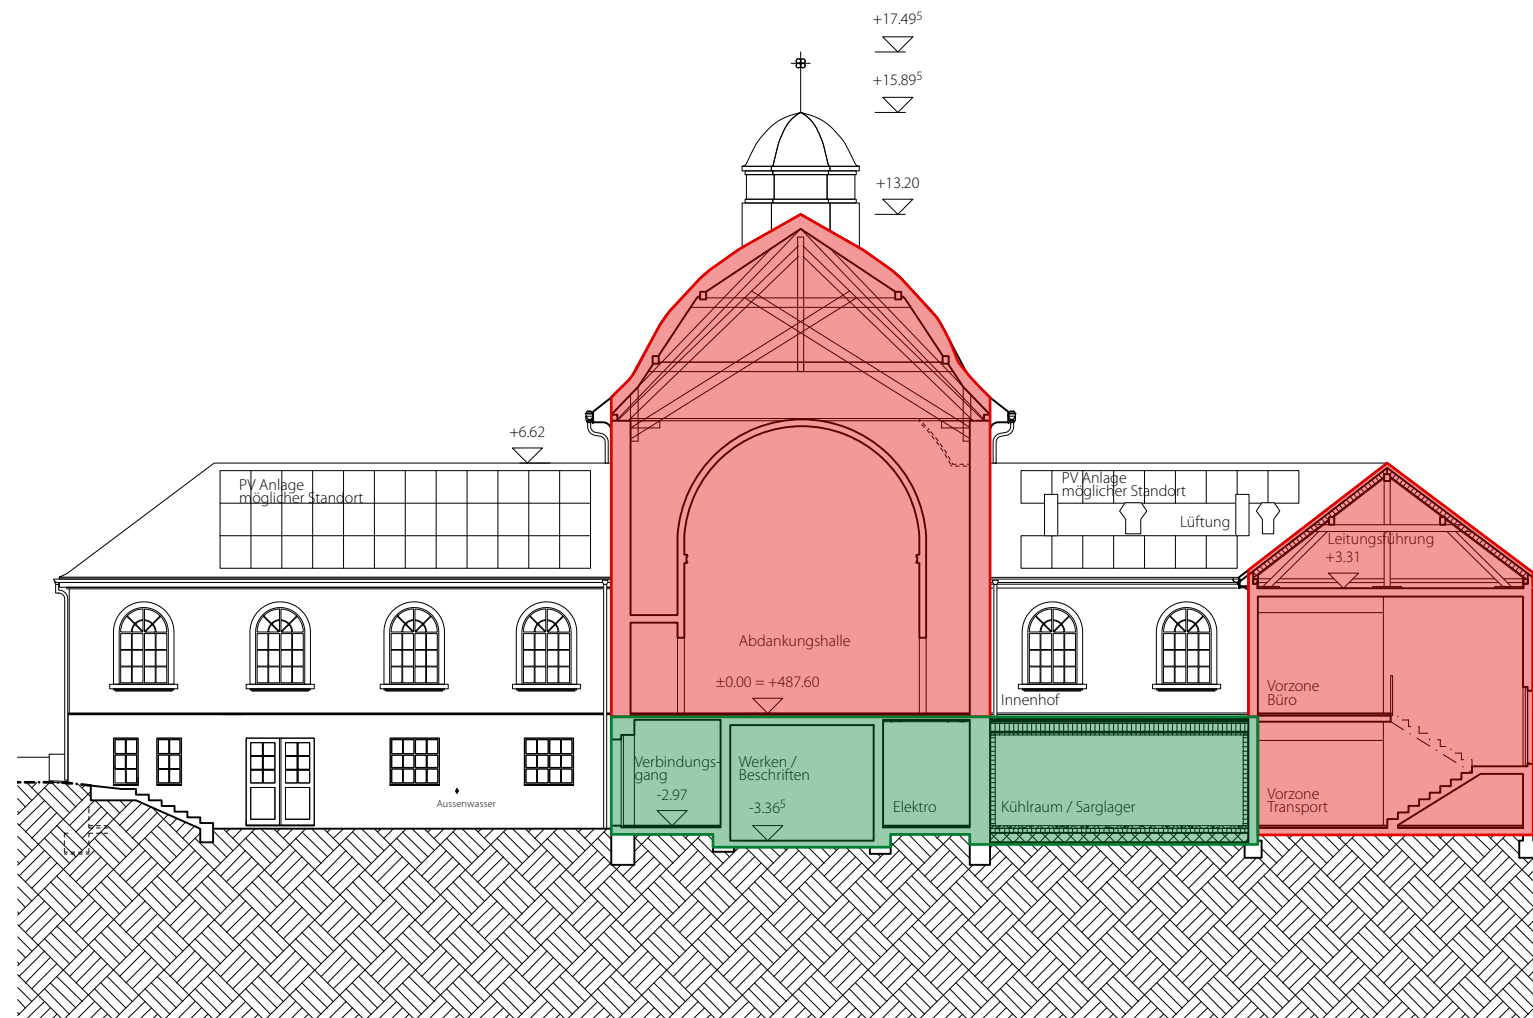 +17.49⁵
+15.89⁵
+13.20
+6.62
PV Anlage
möglicher Standort
PV Anlage
möglicher Standort
Lüftung
Leitungsführung
+3.31
Abdankungshalle
±0.00 = +487.60
Innenhof
Vorzone
Büro
Verbindungs-
gang
-2.97
Werken /
Beschriften
-3.36⁵
Elektro
Kühlraum / Sarglager
Vorzone
Transport
Aussenwasser